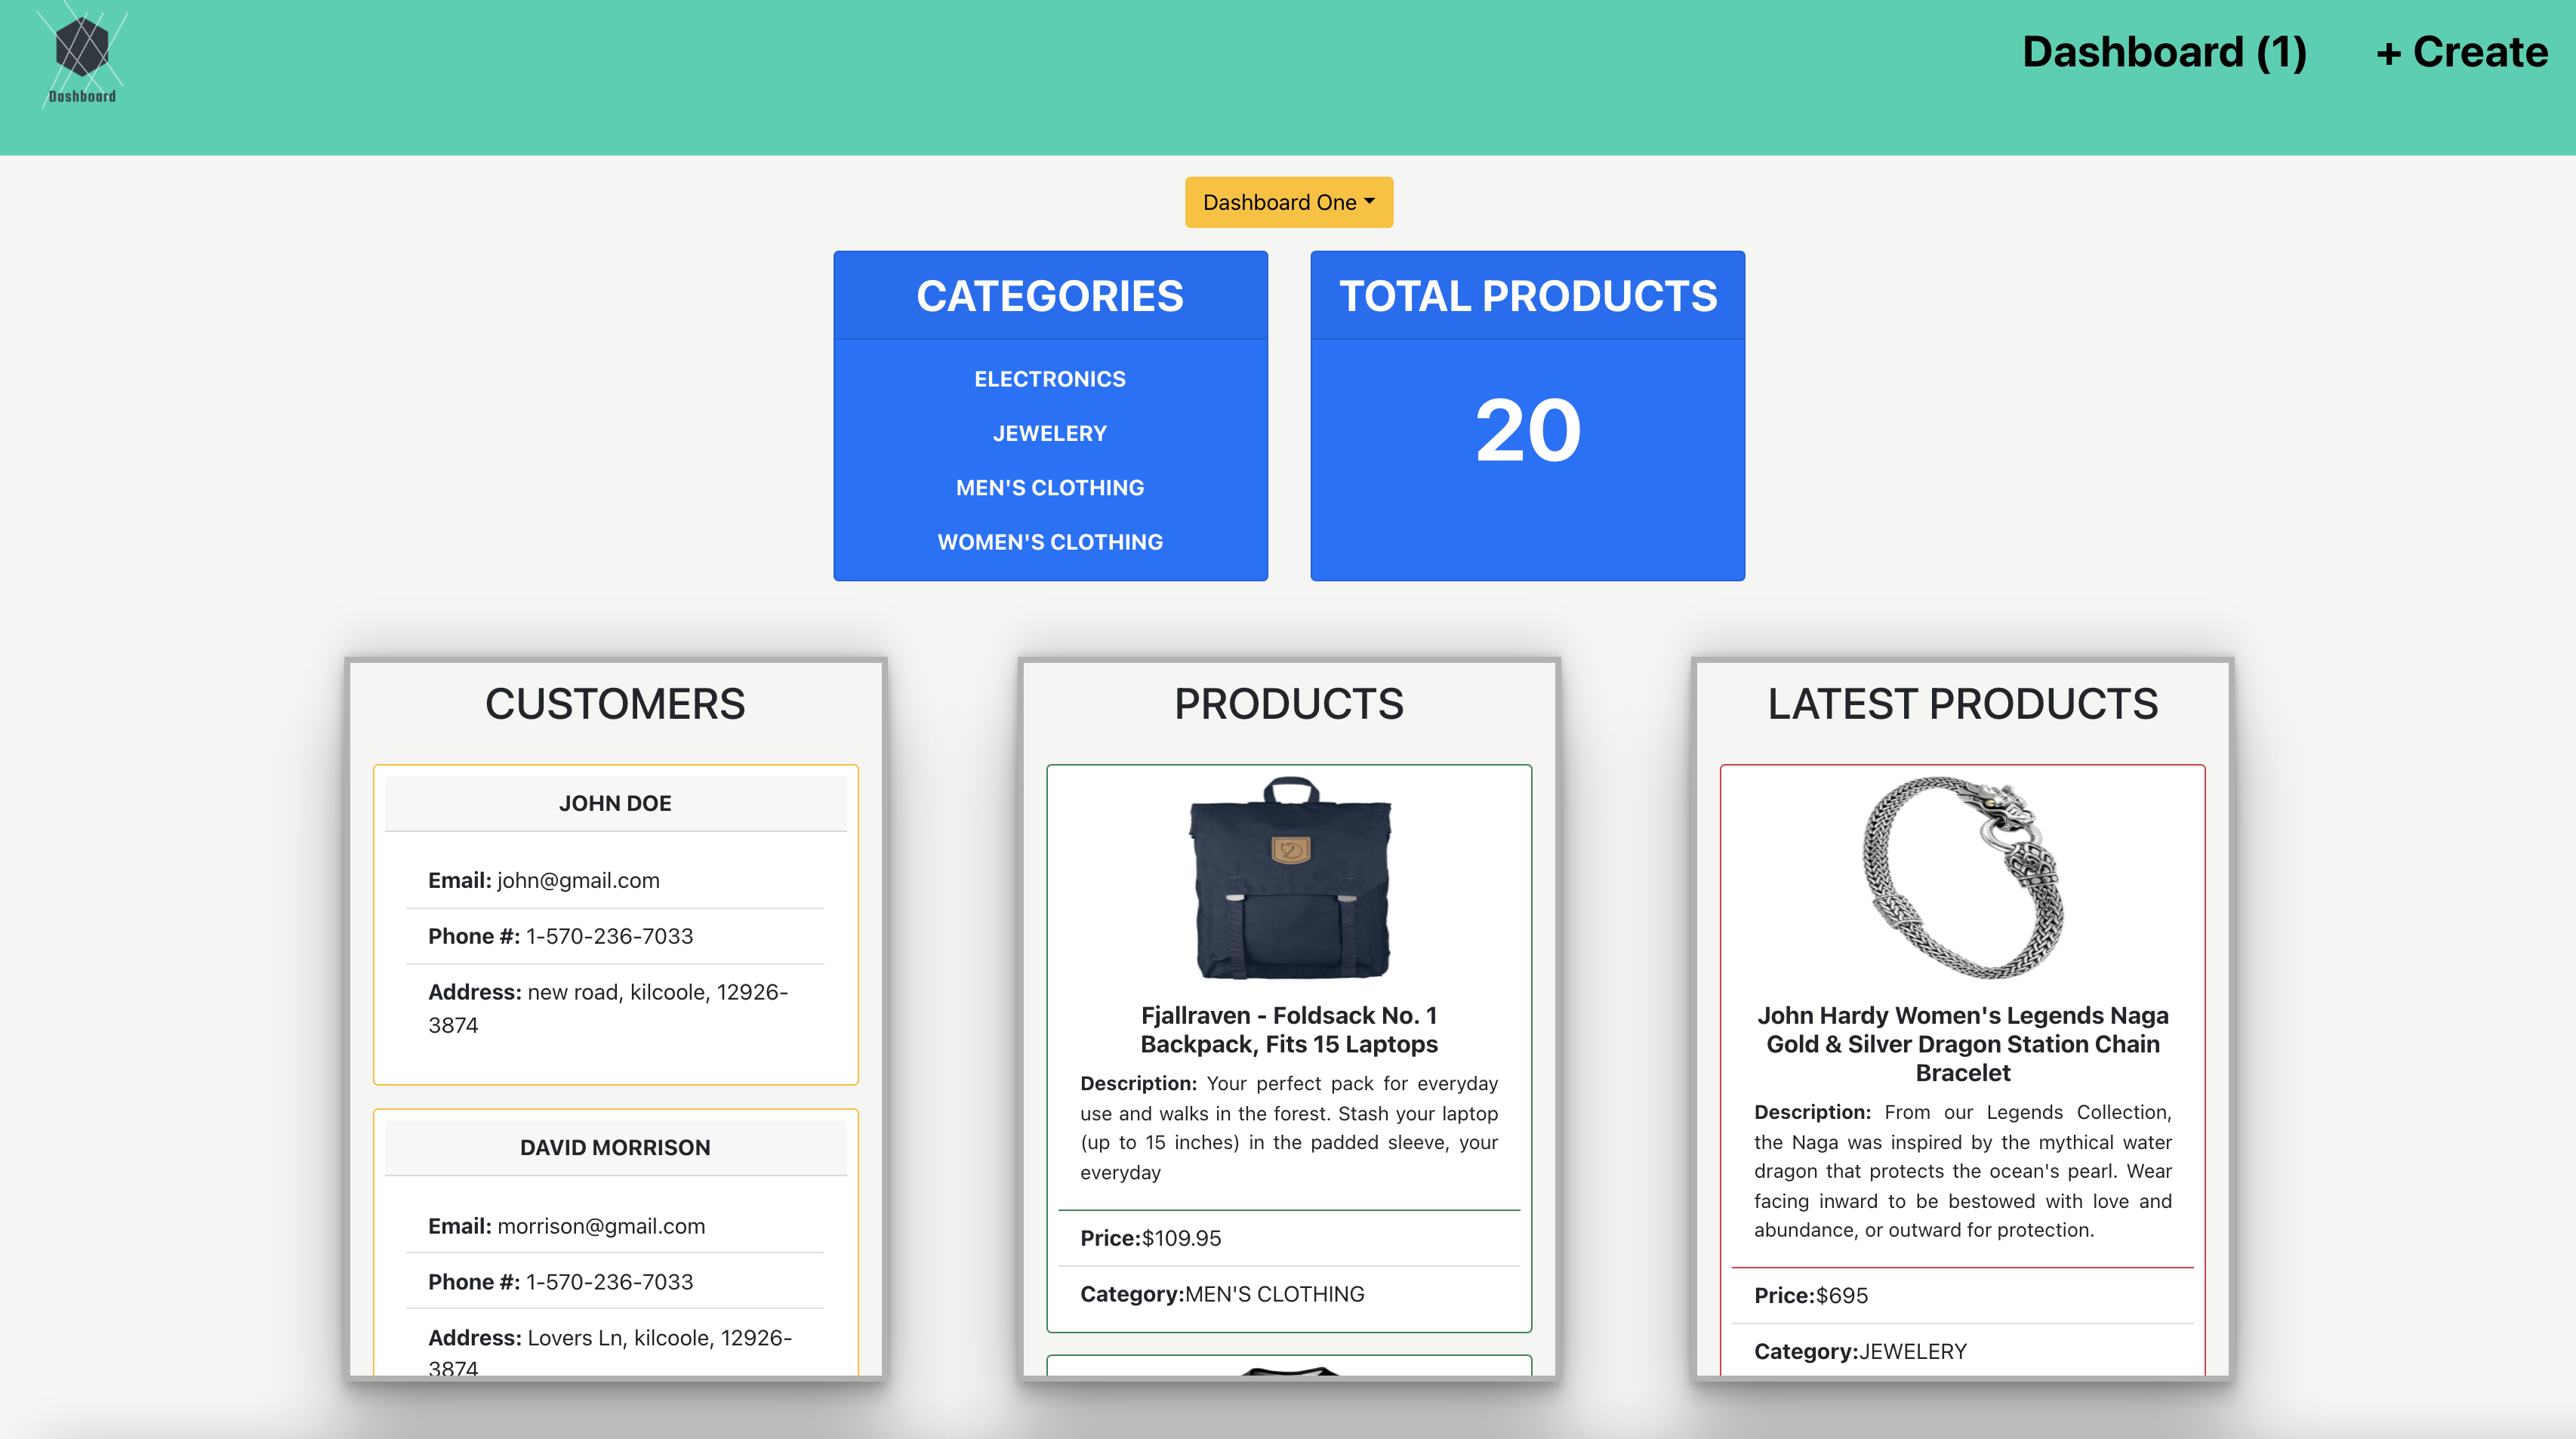 Dashboard
Dashboard (1)
+ Create
Dashboard One
CATEGORIES
ELECTRONICS
JEWELERY
MEN'S CLOTHING
WOMEN'S CLOTHING
TOTAL PRODUCTS
20
CUSTOMERS
JOHN DOE
Email: john@gmail.com
Phone #: 1-570-236-7033
Address: new road, kilcoole, 12926-
3874
DAVID MORRISON
Email: morrison@gmail.com
Phone #: 1-570-236-7033
Address: Lovers Ln, kilcoole, 12926-
3874
PRODUCTS
Fjallraven - Foldsack No. 1
Backpack, Fits 15 Laptops
Description: Your perfect pack for everyday
use and walks in the forest. Stash your laptop
(up to 15 inches) in the padded sleeve, your
everyday
Price:$109.95
Category:MEN'S CLOTHING
LATEST PRODUCTS
John Hardy Women's Legends Naga
Gold & Silver Dragon Station Chain
Bracelet
Description: From our Legends Collection,
the Naga was inspired by the mythical water
dragon that protects the ocean's pearl. Wear
facing inward to be bestowed with love and
abundance, or outward for protection.
Price:$695
Category:JEWELERY